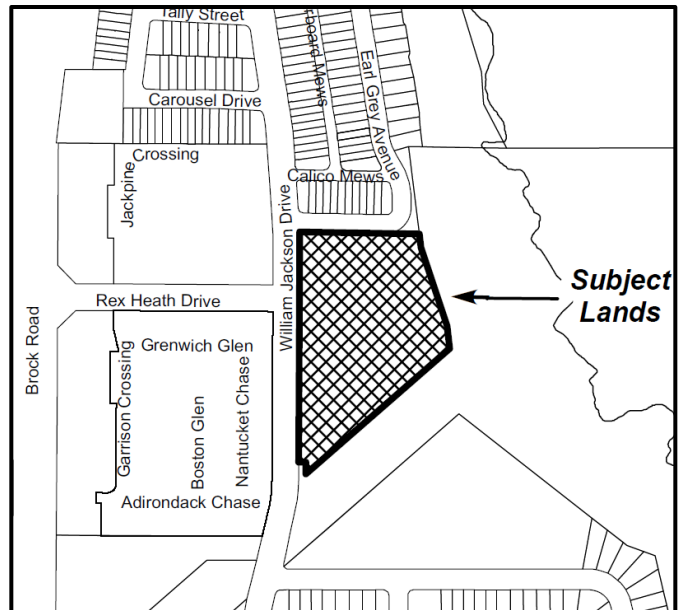 Tally Street
Earl Grey Avenue
Carousel Drive
Crossing
Jackpine
Calico Mews
William Jackson Drive
Subject
Lands
Rex Heath Drive
Brock Road
Grenwich Glen
Garrison Crossing
Nantucket Chase
Boston Glen
Adirondack Chase